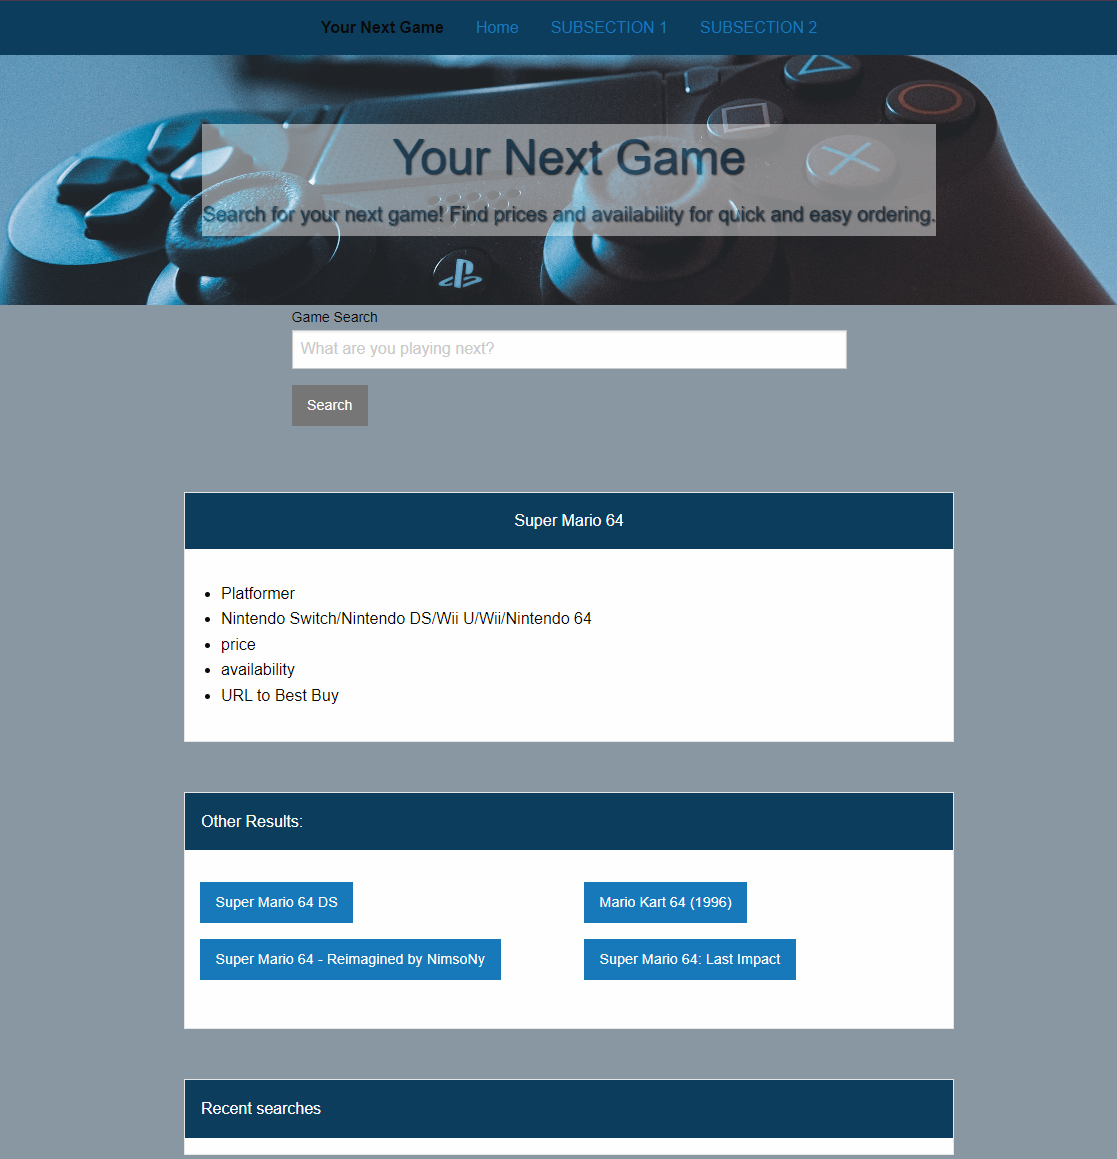 Your Next Game Home SUBSECTION 1 SUBSECTION 2
Your Next Game
Search for your next game! Find prices and availability for quick and easy ordering.
Game Search
What are you playing next?
Search
Super Mario 64
Platformer
Nintendo Switch/Nintendo DS/Wii U/Wii/Nintendo 64
price
availability
URL to Best Buy
Other Results:
Super Mario 64 DS Mario Kart 64 (1996)
Super Mario 64 - Reimagined by NimsoNy Super Mario 64: Last Impact
Recent searches